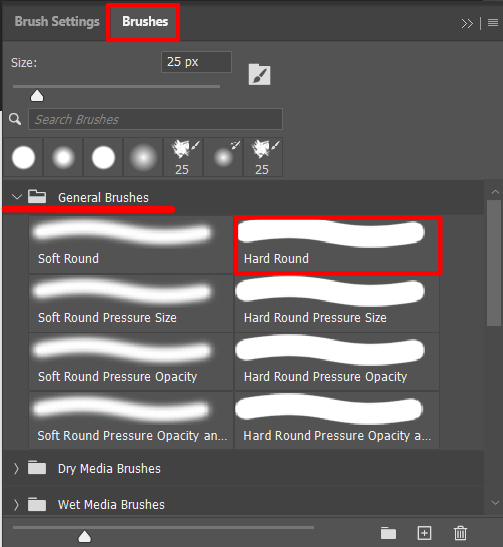 Brush Settings Brushes
Size: 25 px
Search Brushes
25 25
General Brushes
Soft Round Hard Round
Soft Round Pressure Size Hard Round Pressure Size
Soft Round Pressure Opacity Hard Round Pressure Opacity
Soft Round Pressure Opacity an... Hard Round Pressure Opacity a...
Dry Media Brushes
Wet Media Brushes